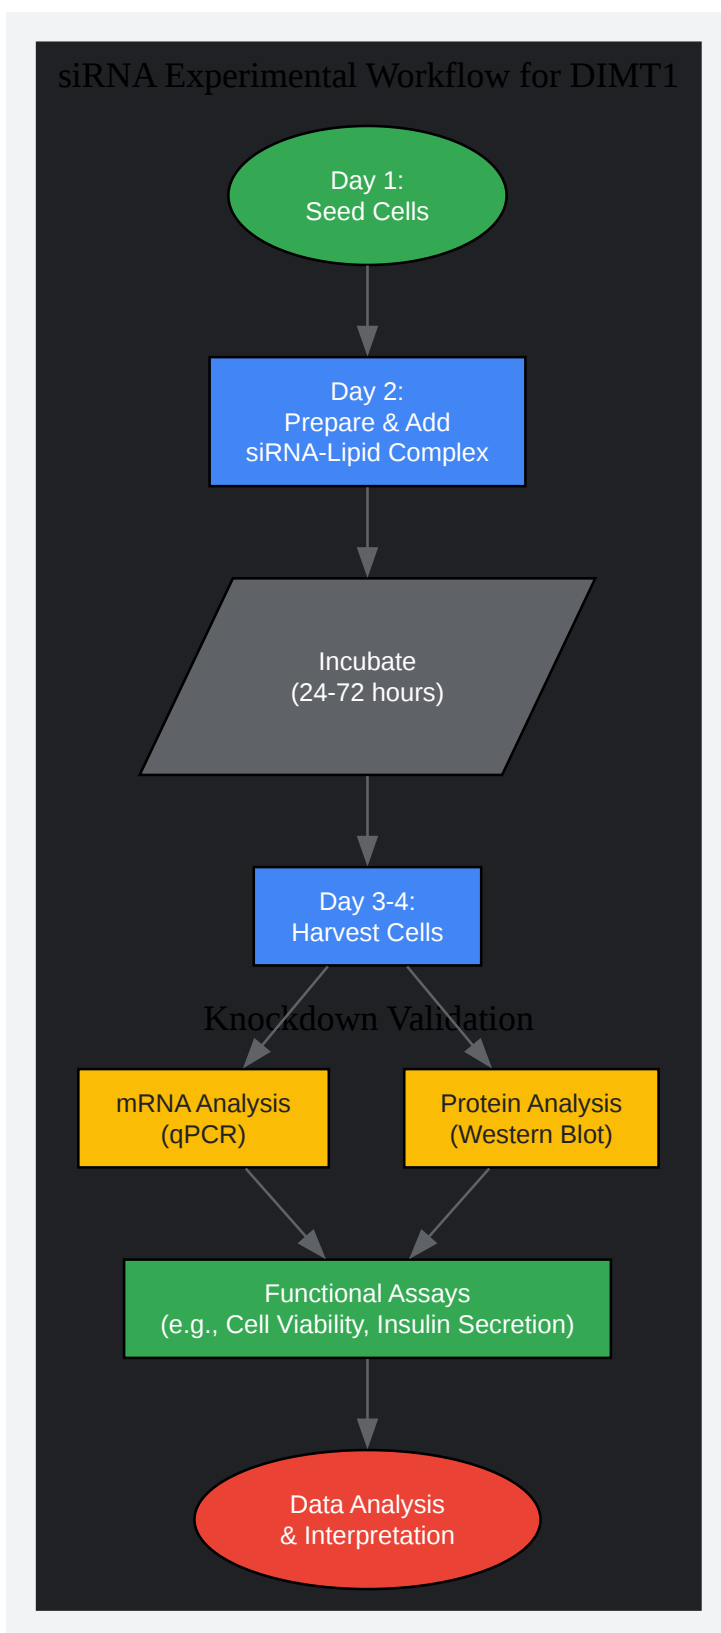 siRNA Experimental Workflow for DIMT1
Day 1:
Seed Cells
Day 2:
Prepare & Add
siRNA-Lipid Complex
Incubate
(24-72 hours)
Day 3-4:
Harvest Cells
Knockdown Validation
mRNA Analysis
(qPCR)
Protein Analysis
(Western Blot)
Functional Assays
(e.g., Cell Viability, Insulin Secretion)
Data Analysis
& Interpretation